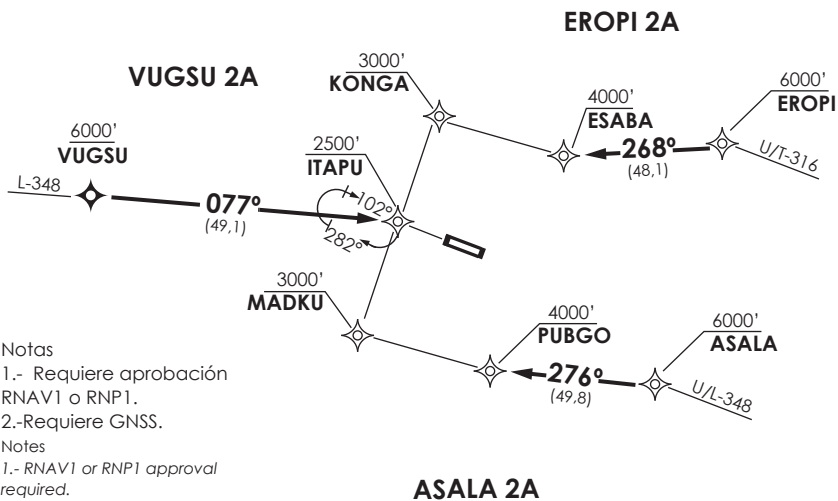 EROPI 2A
VUGSU 2A
3000'
KONGA
6000'
EROPI
4000'
ESABA
6000'
VUGSU
2500'
ITAPU
268º
(48,1)
U/T-316
L-348
077º
(49,1)
102°
282°
3000'
MADKU
4000'
PUBGO
6000'
ASALA
276º
(49,8)
U/L-348
Notas
1.- Requiere aprobación
RNAV1 o RNP1.
2.-Requiere GNSS.
Notes
1.- RNAV1 or RNP1 approval
required.
ASALA 2A